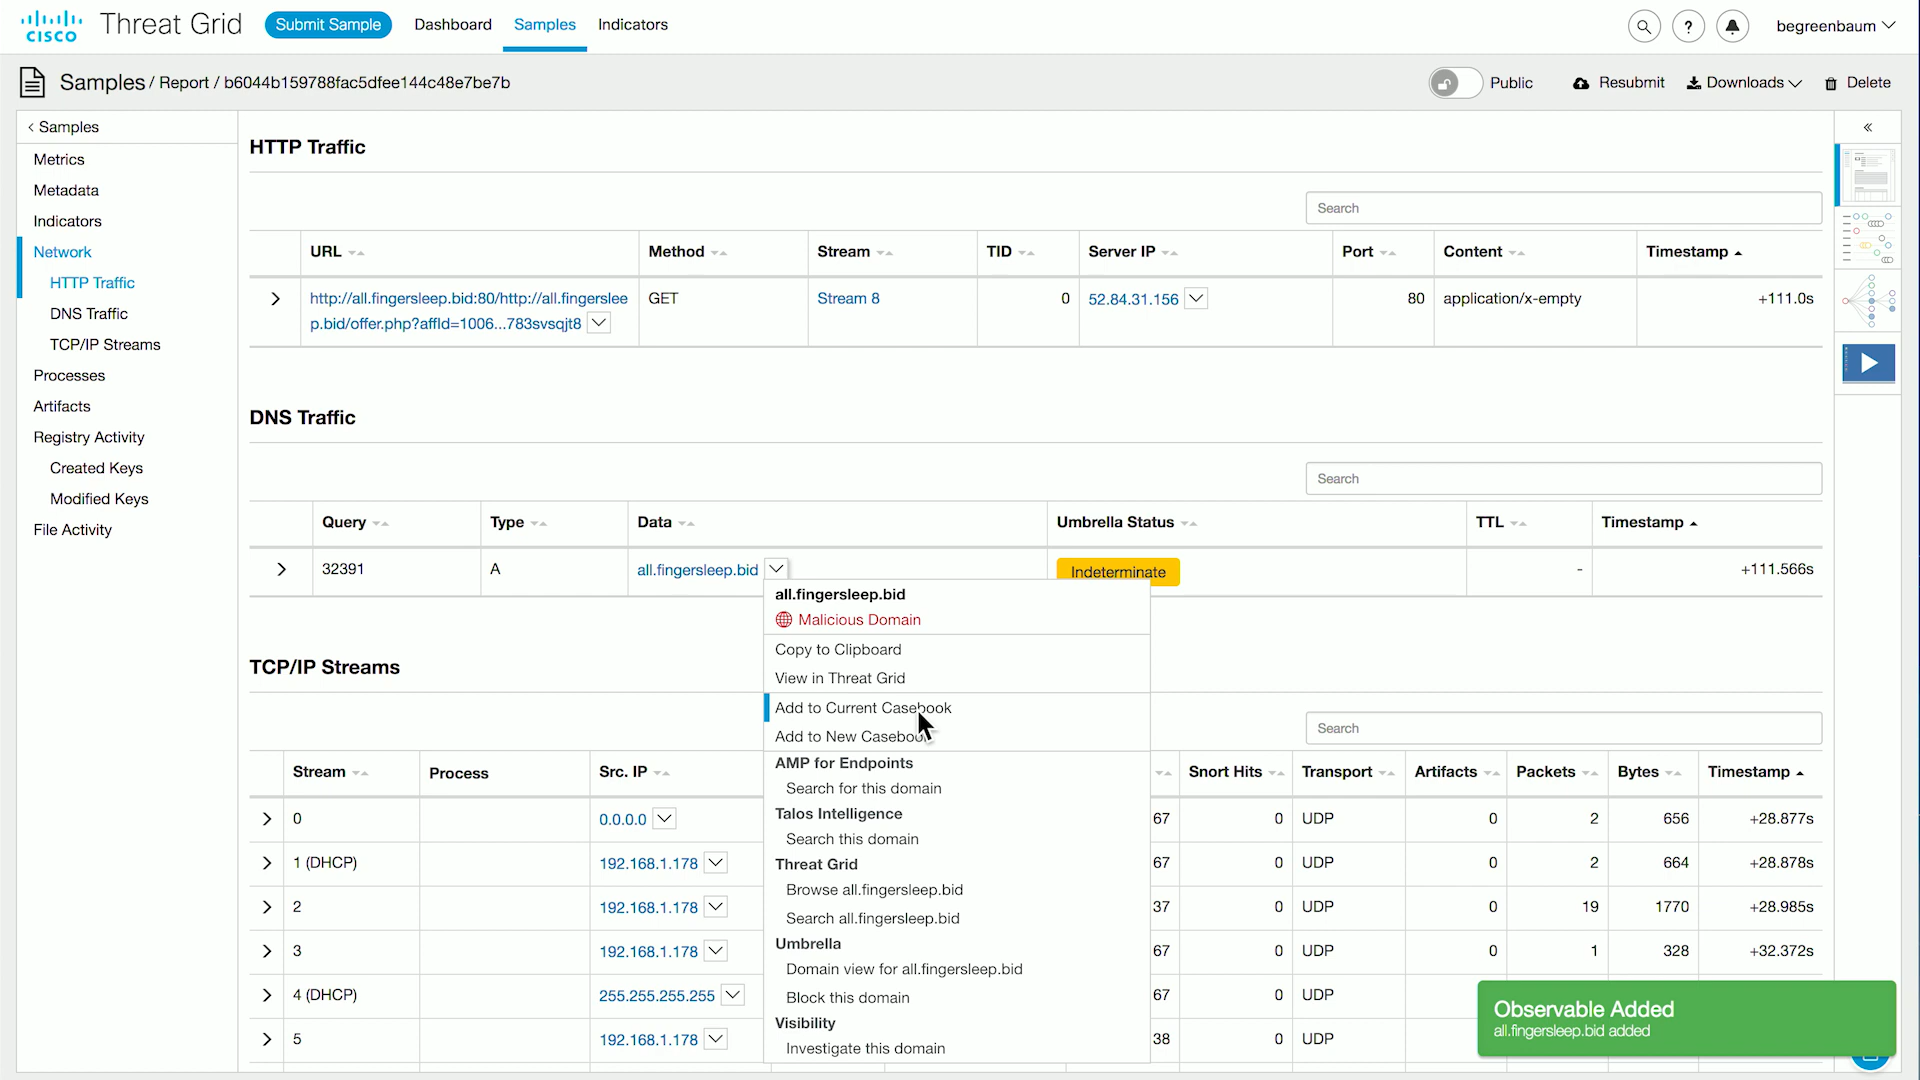 CISCO
Threat Grid
Submit Sample
Dashboard
Samples
Indicators
?
begreenbaum
Samples / Report / b6044b159788fac5dfee144c48e7be7b
Public
Resubmit
Downloads
Delete
< Samples
Metrics
Metadata
Indicators
Network
HTTP Traffic
DNS Traffic
TCP/IP Streams
Processes
Artifacts
Registry Activity
Created Keys
Modified Keys
File Activity
HTTP Traffic
Search
URL Method Stream TID Server IP Port Content Timestamp
http://all.fingersleep.bid:80/http://all.fingerslee GET Stream 8 0 52.84.31.156 80 application/x-empty +111.0s
p.bid/offer.php?affId=1006...783svsqjt8
DNS Traffic
Search
Query Type Data Umbrella Status TTL Timestamp
32391 A all.fingersleep.bid Indeterminate - +111.566s
all.fingersleep.bid
Malicious Domain
Copy to Clipboard
View in Threat Grid
Add to Current Casebook
Add to New Casebook
AMP for Endpoints
Search for this domain
Talos Intelligence
Search this domain
Threat Grid
Browse all.fingersleep.bid
Search all.fingersleep.bid
Umbrella
Domain view for all.fingersleep.bid
Block this domain
Visibility
Investigate this domain
TCP/IP Streams
Search
Stream Process Src. IP Snort Hits Transport Artifacts Packets Bytes Timestamp
0 0.0.0.0 67 0 UDP 0 2 656 +28.877s
1 (DHCP) 192.168.1.178 67 0 UDP 0 2 664 +28.878s
2 192.168.1.178 37 0 UDP 0 19 1770 +28.985s
3 192.168.1.178 67 0 UDP 0 1 328 +32.372s
4 (DHCP) 255.255.255.255 67 0 UDP
5 192.168.1.178 38 0 UDP
Observable Added
all.fingersleep.bid added